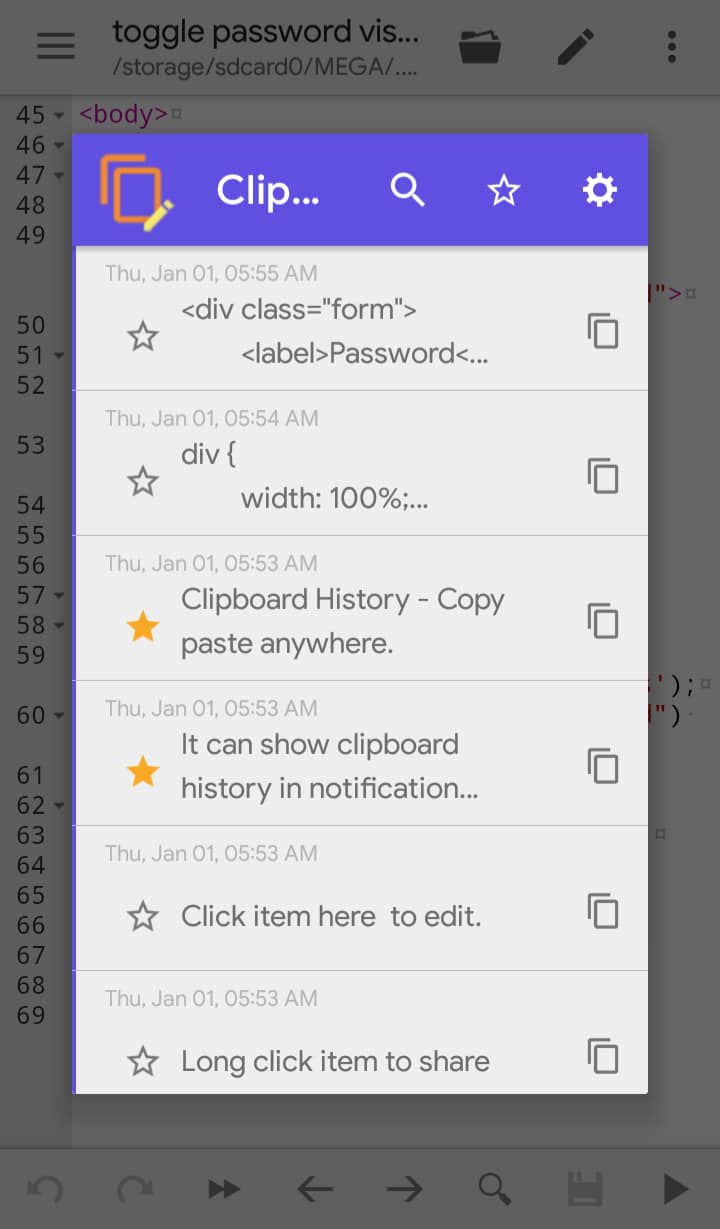 toggle password vis...
/storage/sdcard0/MEGA/....
45 <body>¤
46
47
48
49
">¤
50
51
52
53
54
55
56
57
58
59
');¤
60 ")·
61
62
63 ¤
64
65
66
67
68
69
Clip...
Thu, Jan 01, 05:55 AM
<div class="form">
<label>Password<...
Thu, Jan 01, 05:54 AM
div {
width: 100%;...
Thu, Jan 01, 05:53 AM
Clipboard History - Copy
paste anywhere.
Thu, Jan 01, 05:53 AM
It can show clipboard
history in notification...
Thu, Jan 01, 05:53 AM
Click item here  to edit.
Thu, Jan 01, 05:53 AM
Long click item to share